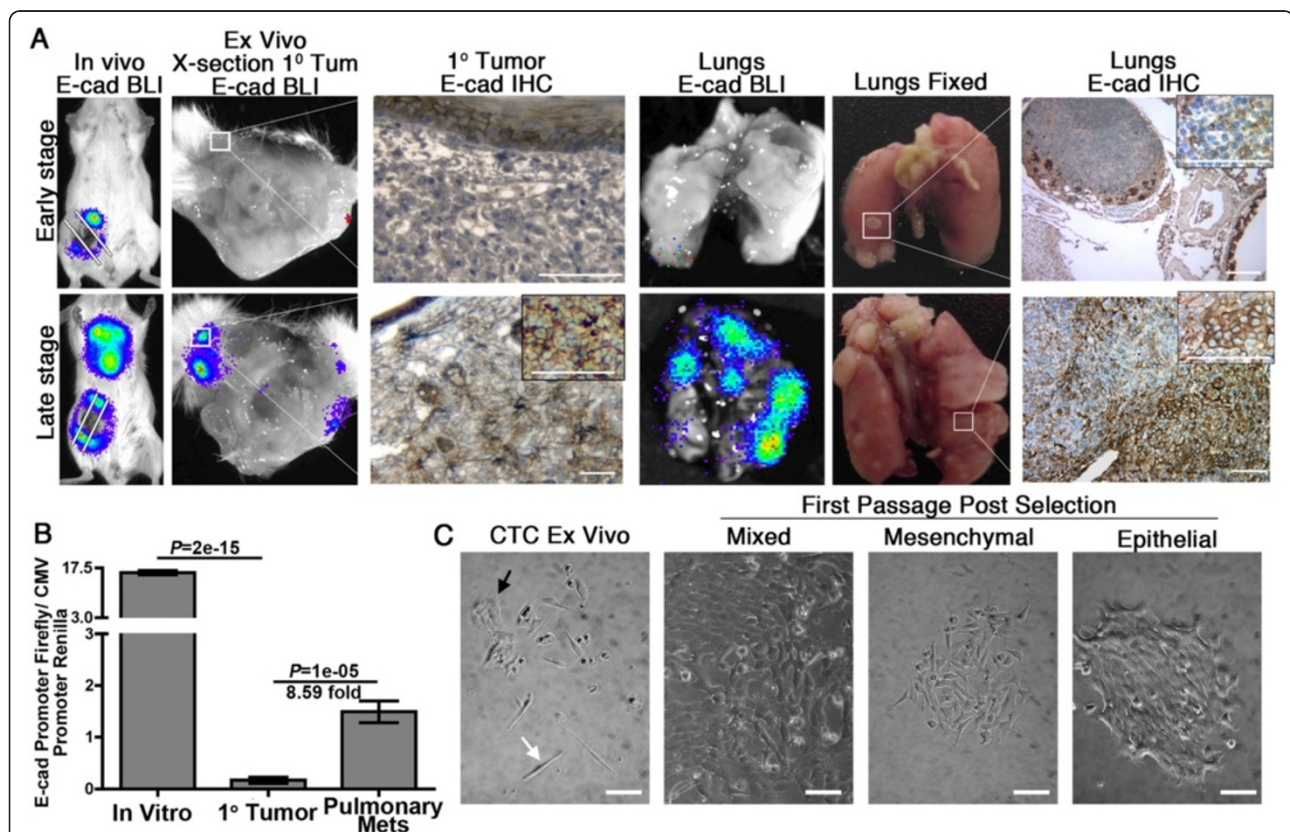 A
In vivo
E-cad BLI
Ex Vivo
X-section 1º Tum
E-cad BLI
1º Tumor
E-cad IHC
Lungs
E-cad BLI
Lungs Fixed
Lungs
E-cad IHC
Early stage
Late stage
B
E-cad Promoter Firefly/ CMV
Promoter Renilla
17.5
3.0
3
2
1
0
P=2e-15
P=1e-05
8.59 fold
In Vitro
1º Tumor
Pulmonary
Mets
C
First Passage Post Selection
CTC Ex Vivo
Mixed
Mesenchymal
Epithelial